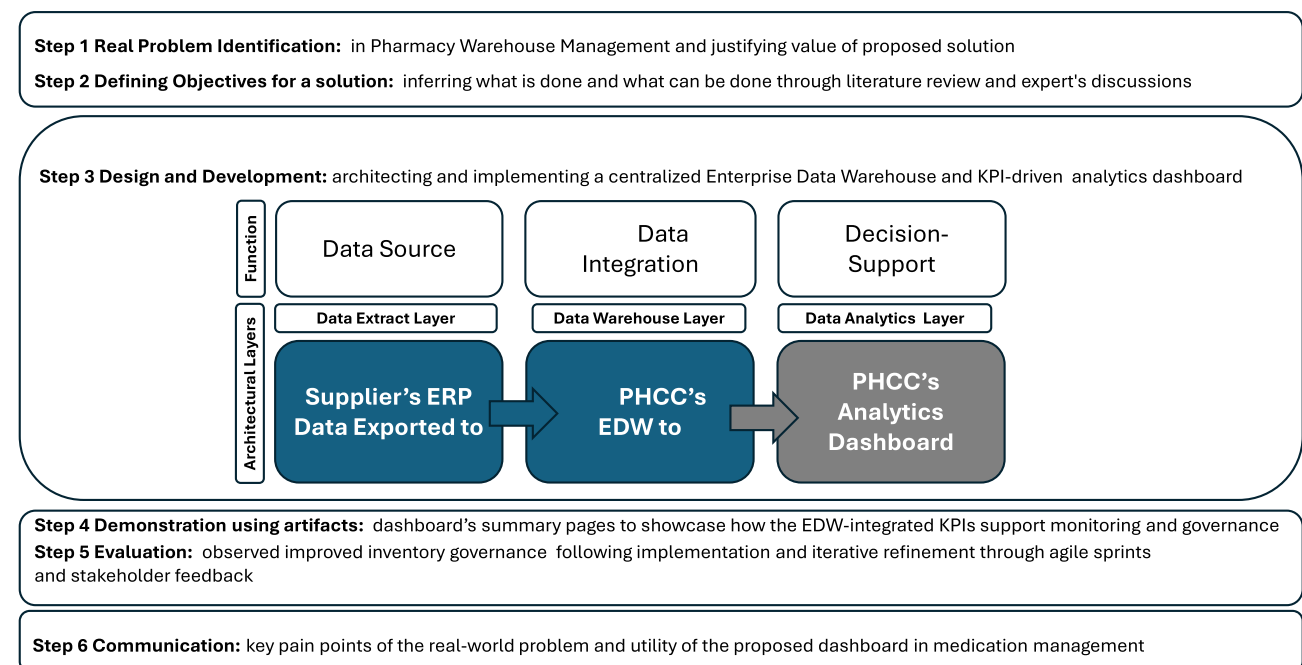 Step 1 Real Problem Identification: in Pharmacy Warehouse Management and justifying value of proposed solution
Step 2 Defining Objectives for a solution: inferring what is done and what can be done through literature review and expert's discussions
Step 3 Design and Development: architecting and implementing a centralized Enterprise Data Warehouse and KPI-driven analytics dashboard
Function
Data Source
Data
Integration
Decision-
Support
Architectural Layers
Data Extract Layer
Data Warehouse Layer
Data Analytics Layer
Supplier’s ERP
Data Exported to
PHCC’s
EDW to
PHCC’s
Analytics
Dashboard
Step 4 Demonstration using artifacts: dashboard’s summary pages to showcase how the EDW-integrated KPIs support monitoring and governance
Step 5 Evaluation: observed improved inventory governance following implementation and iterative refinement through agile sprints
and stakeholder feedback
Step 6 Communication: key pain points of the real-world problem and utility of the proposed dashboard in medication management